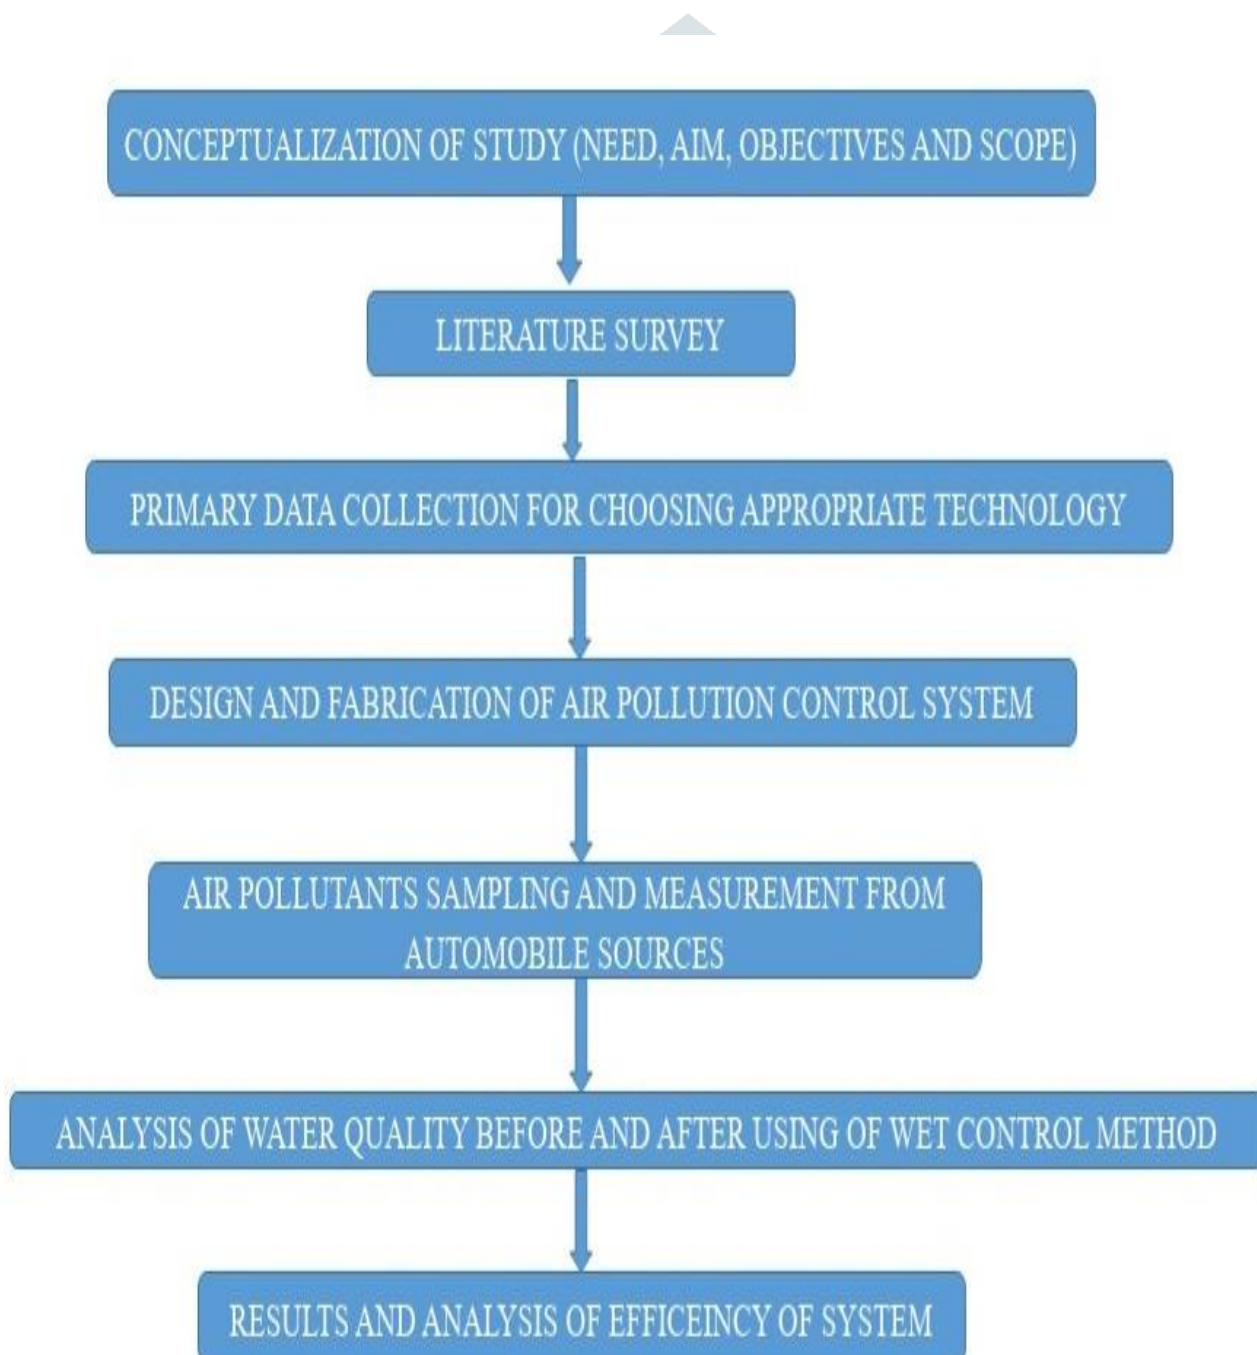 CONCEPTUALIZATION OF STUDY (NEED, AIM, OBJECTIVES AND SCOPE)
LITERATURE SURVEY
PRIMARY DATA COLLECTION FOR CHOOSING APPROPRIATE TECHNOLOGY
DESIGN AND FABRICATION OF AIR POLLUTION CONTROL SYSTEM
AIR POLLUTANTS SAMPLING AND MEASUREMENT FROM
AUTOMOBILE SOURCES
ANALYSIS OF WATER QUALITY BEFORE AND AFTER USING OF WET CONTROL METHOD
RESULTS AND ANALYSIS OF EFFICEINCY OF SYSTEM